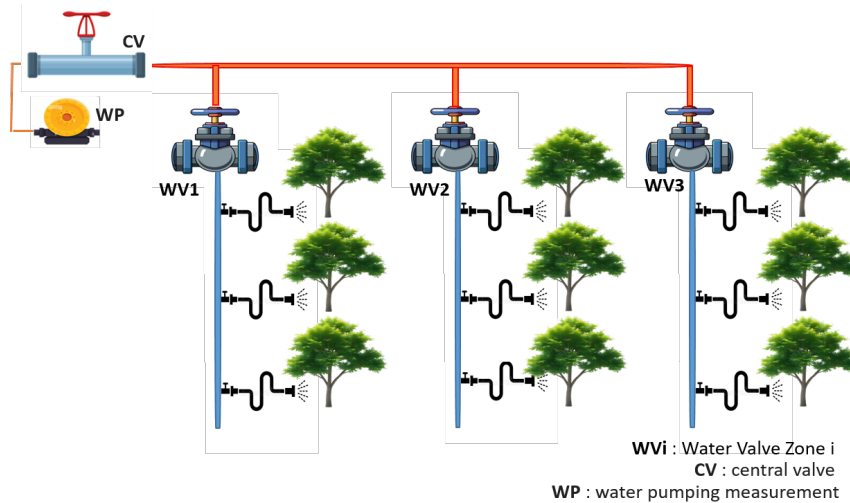 CV
WP
WV1
WV2
WV3
WVi : Water Valve Zone i
CV : central valve
WP : water pumping measurement